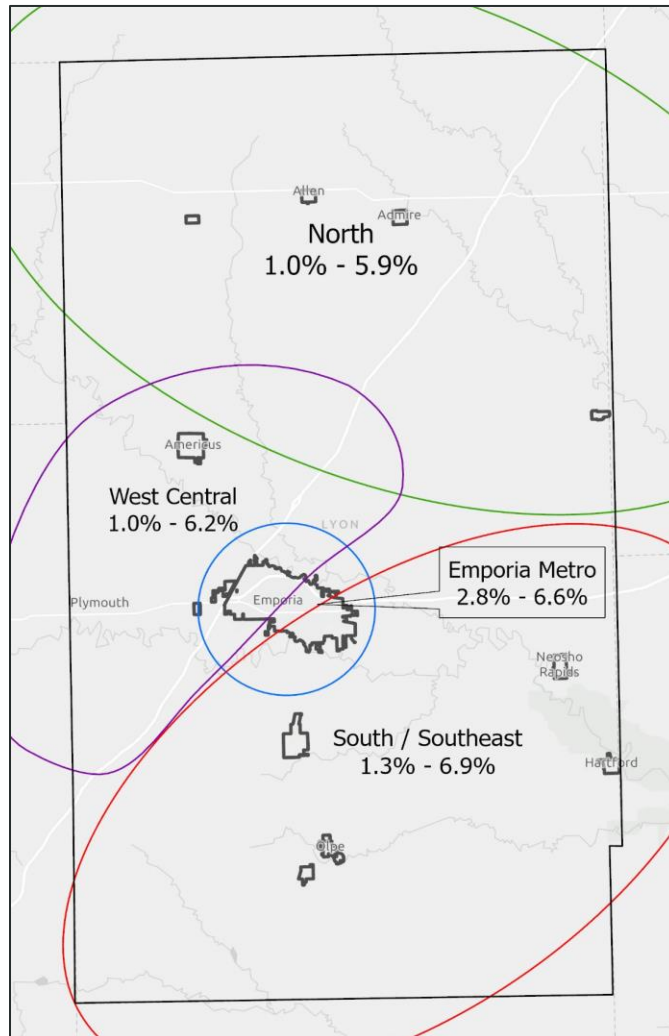 Allen
Admire
North
1.0% - 5.9%
Americus
West Central
1.0% - 6.2%
LYON
Emporia Metro
2.8% - 6.6%
Plymouth
Emporia
Neosho
Rapids
South / Southeast
1.3% - 6.9%
Hartford
Olpe